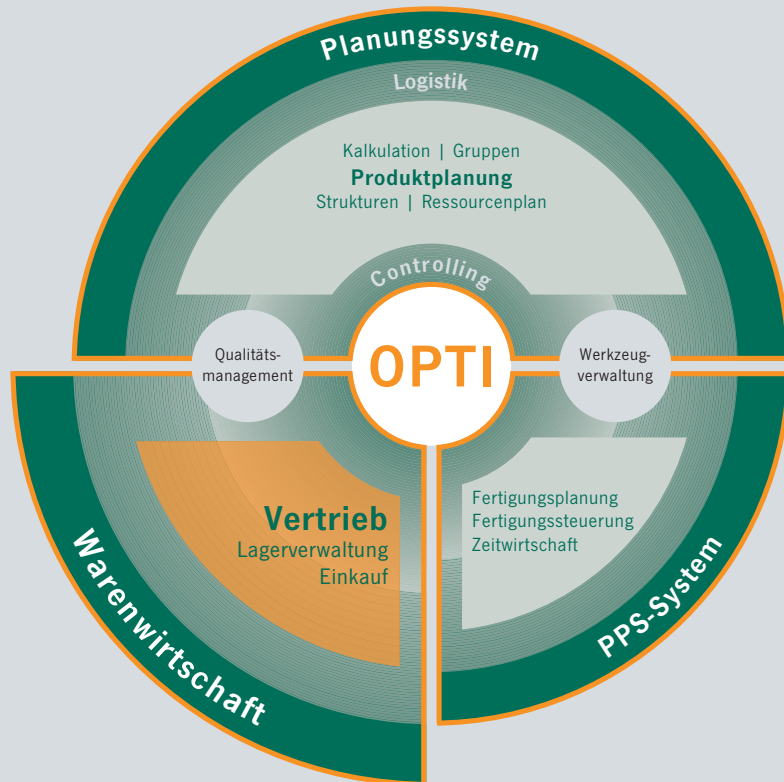 Planungssystem
Logistik
Kalkulation | Gruppen
Produktplanung
Strukturen | Ressourcenplan
Controlling
Qualitäts-
management
OPTI
Werkzeug-
verwaltung
Vertrieb
Lagerverwaltung
Einkauf
Fertigungsplanung
Fertigungssteuerung
Zeitwirtschaft
Warenwirtschaft
PPS-System